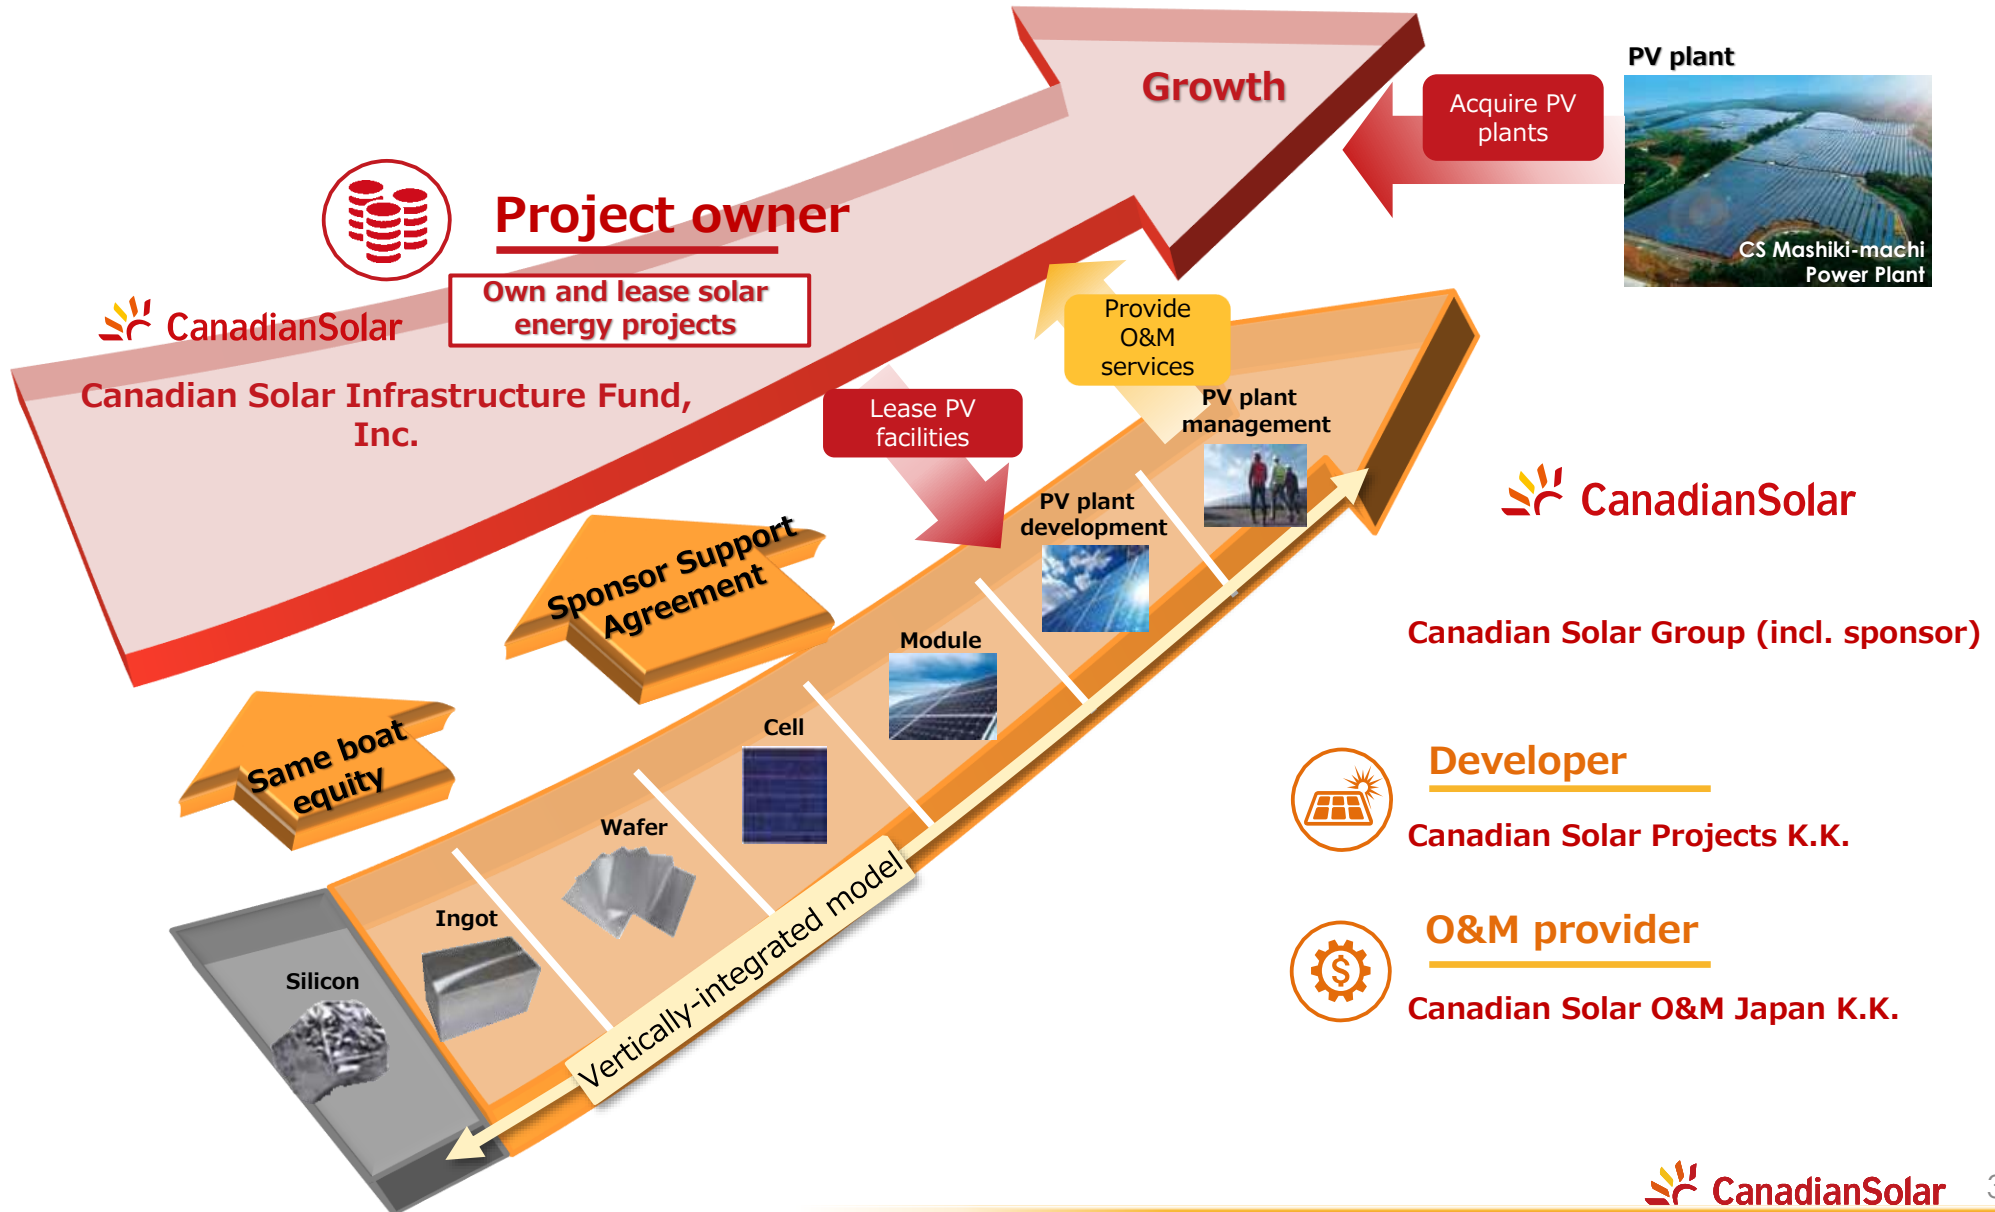 Growth
PV plant
Acquire PV
plants
CS Mashiki-machi
Power Plant
Project owner
Own and lease solar
energy projects
CanadianSolar
Canadian Solar Infrastructure Fund,
Inc.
Provide
O&M
services
Lease PV
facilities
PV plant
management
PV plant
development
Sponsor Support
Agreement
Same boat
equity
Module
Cell
Wafer
Ingot
Silicon
Vertically-integrated model
CanadianSolar
Canadian Solar Group (incl. sponsor)
Developer
Canadian Solar Projects K.K.
O&M provider
Canadian Solar O&M Japan K.K.
CanadianSolar